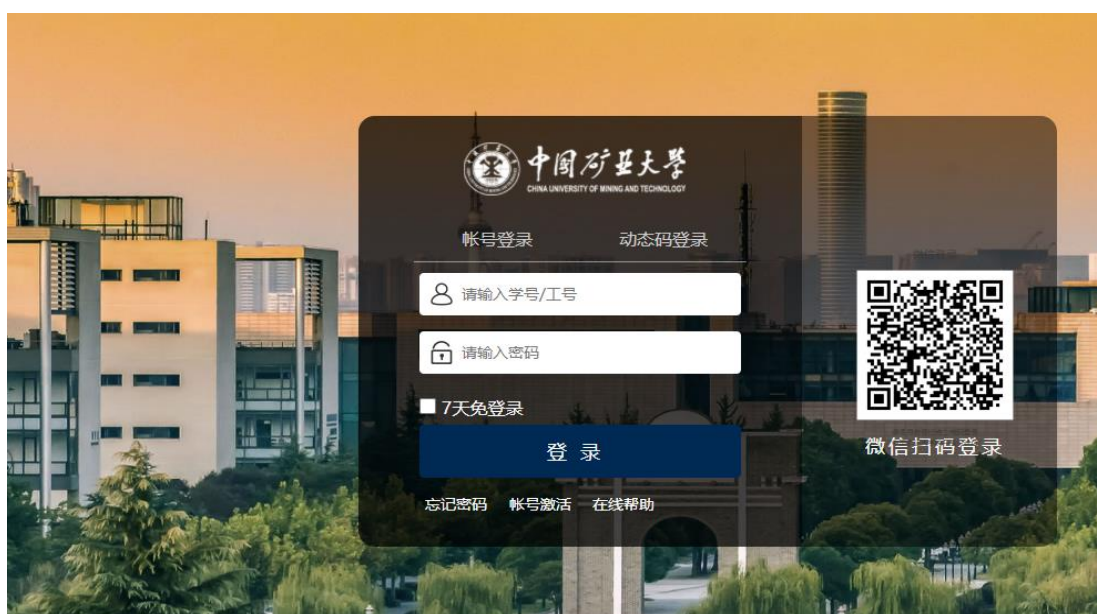 中国矿业大学
CHINA UNIVERSITY OF MINING AND TECHNOLOGY
帐号登录 动态码登录
请输入学号/工号
请输入密码
7天免登录
登 录
忘记密码 帐号激活 在线帮助
微信扫码登录